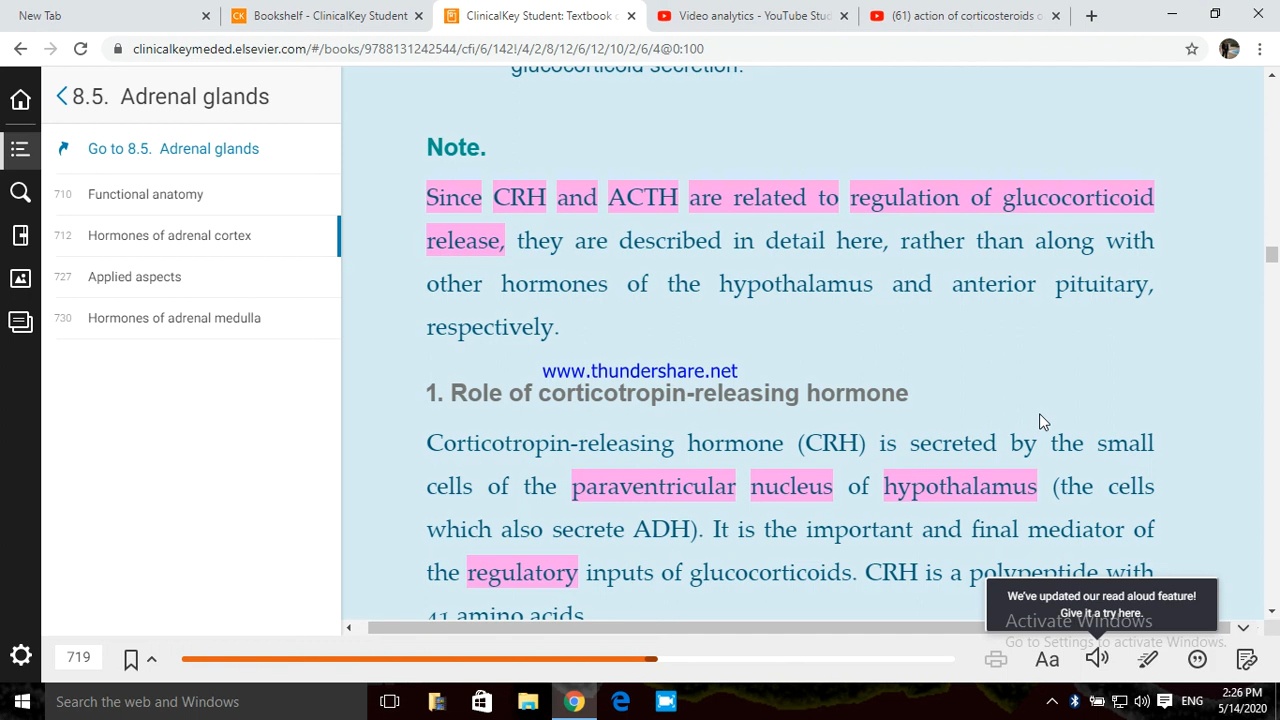 New Tab
Bookshelf - ClinicalKey Student
ClinicalKey Student: Textbook
Video analytics - YouTube Stud
(61) action of corticosteroids o
clinicalkeymeded.elsevier.com/#/books/9788131242544/cfi/6/142!/4/2/8/12/6/12/10/2/6/4@0:100
8.5. Adrenal glands
Go to 8.5. Adrenal glands
710 Functional anatomy
712 Hormones of adrenal cortex
727 Applied aspects
730 Hormones of adrenal medulla
glucocorticoid secretion.
Note.
Since CRH and ACTH are related to regulation of glucocorticoid
release, they are described in detail here, rather than along with
other hormones of the hypothalamus and anterior pituitary,
respectively.
www.thundershare.net
1. Role of corticotropin-releasing hormone
Corticotropin-releasing hormone (CRH) is secreted by the small
cells of the paraventricular nucleus of hypothalamus (the cells
which also secrete ADH). It is the important and final mediator of
the regulatory inputs of glucocorticoids. CRH is a polypeptide with
41 amino acids.
We've updated our read aloud feature!
Give it a try here.
Activate Windows
Go to Settings to activate Windows.
719
Aa
Search the web and Windows
ENG
2:26 PM
5/14/2020